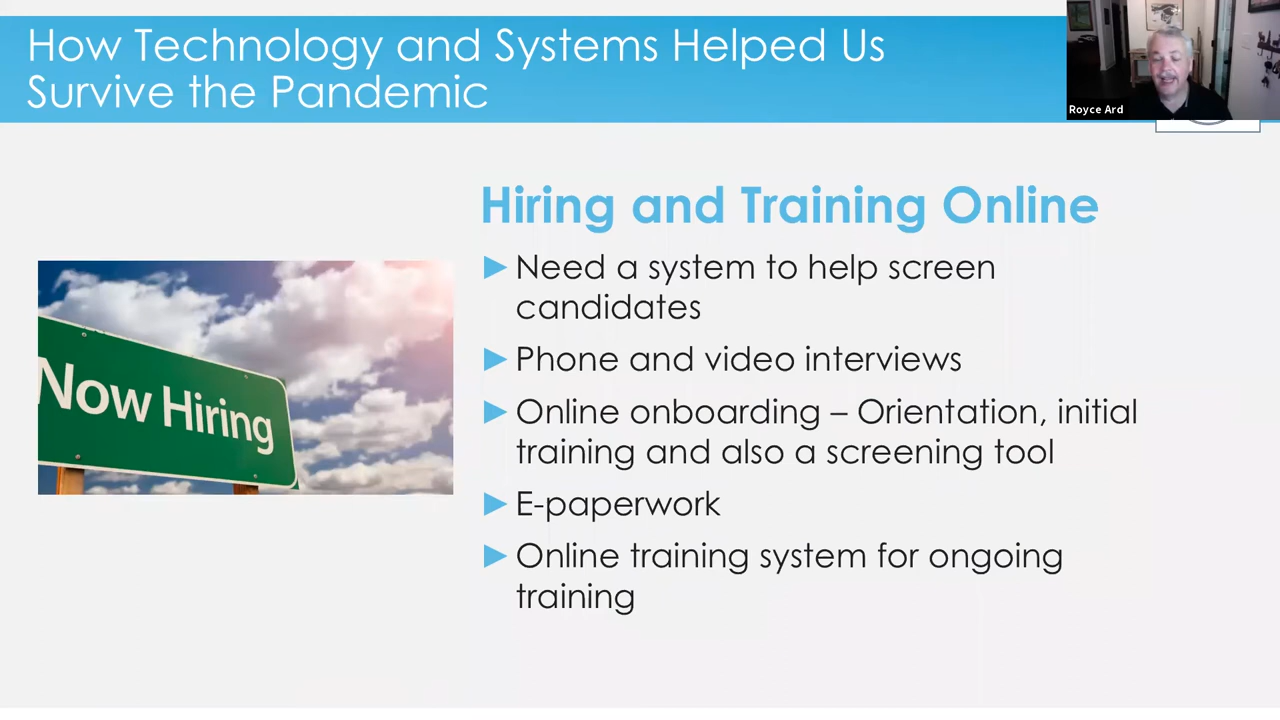 How Technology and Systems Helped Us
Survive the Pandemic
Royce Ard
Hiring and Training Online
Need a system to help screen
candidates
Phone and video interviews
Online onboarding – Orientation, initial
training and also a screening tool
E-paperwork
Online training system for ongoing
training
Now Hiring